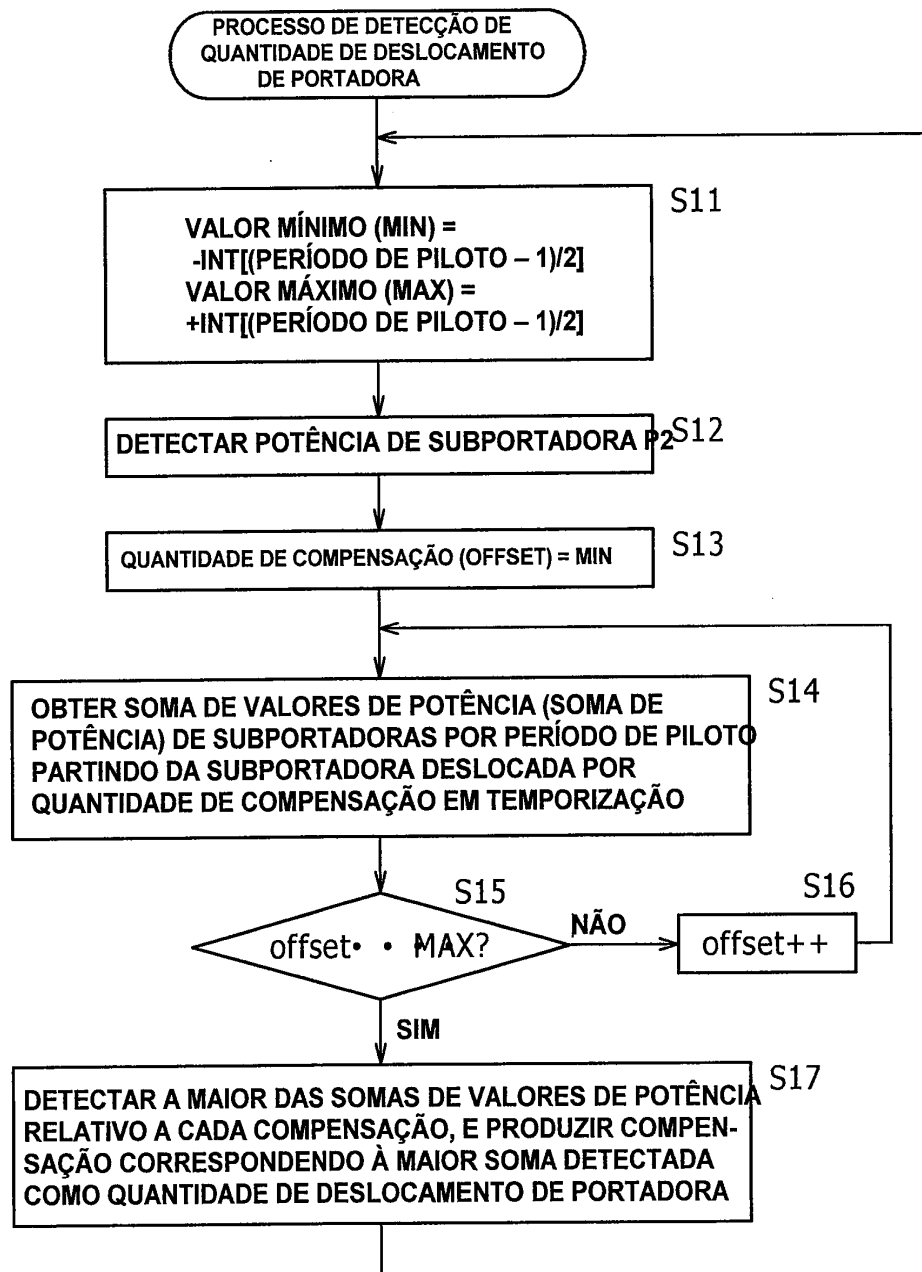 PROCESSO DE DETECÇÃO DE
QUANTIDADE DE DESLOCAMENTO
DE PORTADORA
S11
VALOR MÍNIMO (MIN) =
-INT[(PERÍODO DE PILOTO – 1)/2]
VALOR MÁXIMO (MAX) =
+INT[(PERÍODO DE PILOTO – 1)/2]
DETECTAR POTÊNCIA DE SUBPORTADORA P2
S12
QUANTIDADE DE COMPENSAÇÃO (OFFSET) = MIN
S13
S14
OBTER SOMA DE VALORES DE POTÊNCIA (SOMA DE
POTÊNCIA) DE SUBPORTADORAS POR PERÍODO DE PILOTO
PARTINDO DA SUBPORTADORA DESLOCADA POR
QUANTIDADE DE COMPENSAÇÃO EM TEMPORIZAÇÃO
S15
offset・・・MAX?
NÃO
S16
offset++
SIM
S17
DETECTAR A MAIOR DAS SOMAS DE VALORES DE POTÊNCIA
RELATIVO A CADA COMPENSAÇÃO, E PRODUZIR COMPEN-
SAÇÃO CORRESPONDENDO À MAIOR SOMA DETECTADA
COMO QUANTIDADE DE DESLOCAMENTO DE PORTADORA